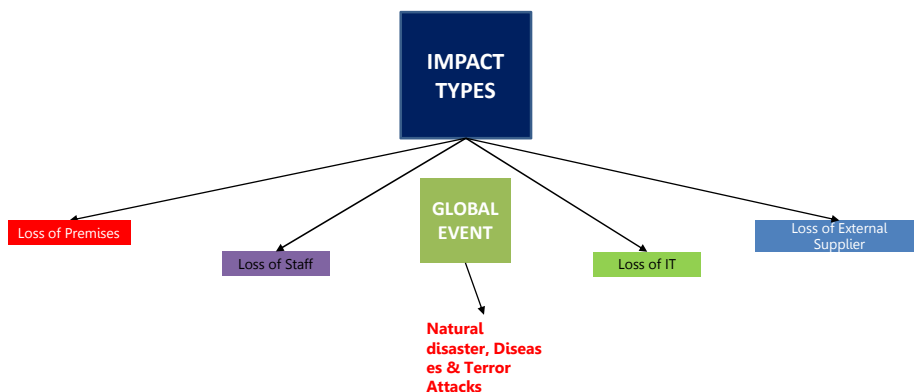 IMPACT
TYPES
GLOBAL
EVENT
Loss of Premises
Loss of Staff
Loss of IT
Loss of External
Supplier
Natural
disaster, Diseas
es & Terror
Attacks